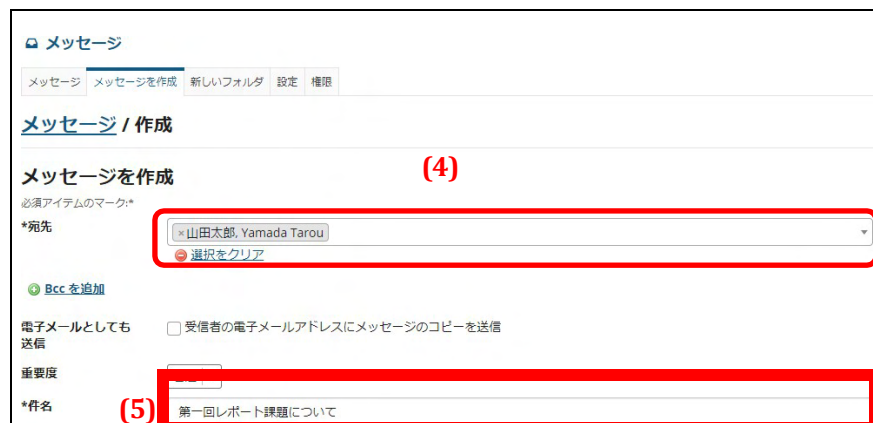 メッセージ
メッセージ メッセージを作成 新しいフォルダ 設定 権限
メッセージ / 作成
(4)
メッセージを作成
必須アイテムのマーク:*
*宛先
×山田太郎, Yamada Tarou
選択をクリア
Bcc を追加
電子メールとしても
送信
受信者の電子メールアドレスにメッセージのコピーを送信
重要度
*件名
(5)
第一回レポート課題について